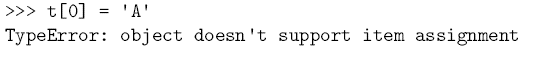 >>> t[0] = 'A'
TypeError: object doesn't support item assignment